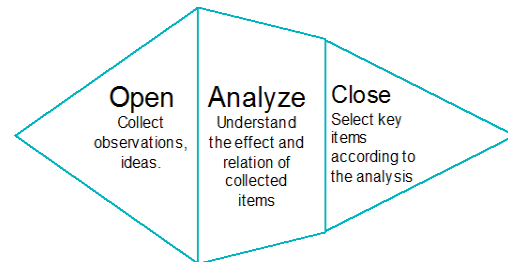 Open
Collect
observations,
ideas.
Analyze
Understand
the effect and
relation of
collected
items
Close
Select key
items
according to
the analysis